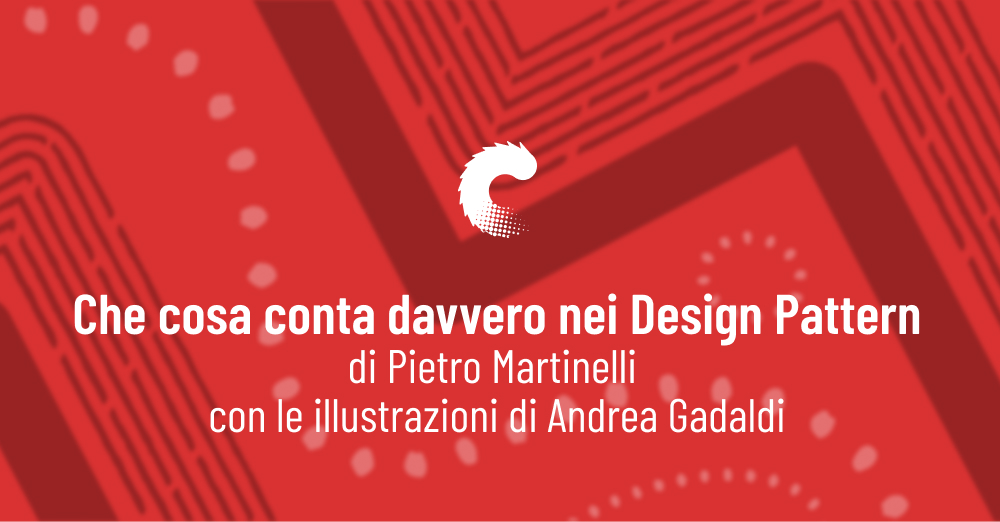 Che cosa conta davvero nei Design Pattern
di Pietro Martinelli
con le illustrazioni di Andrea Gadaldi